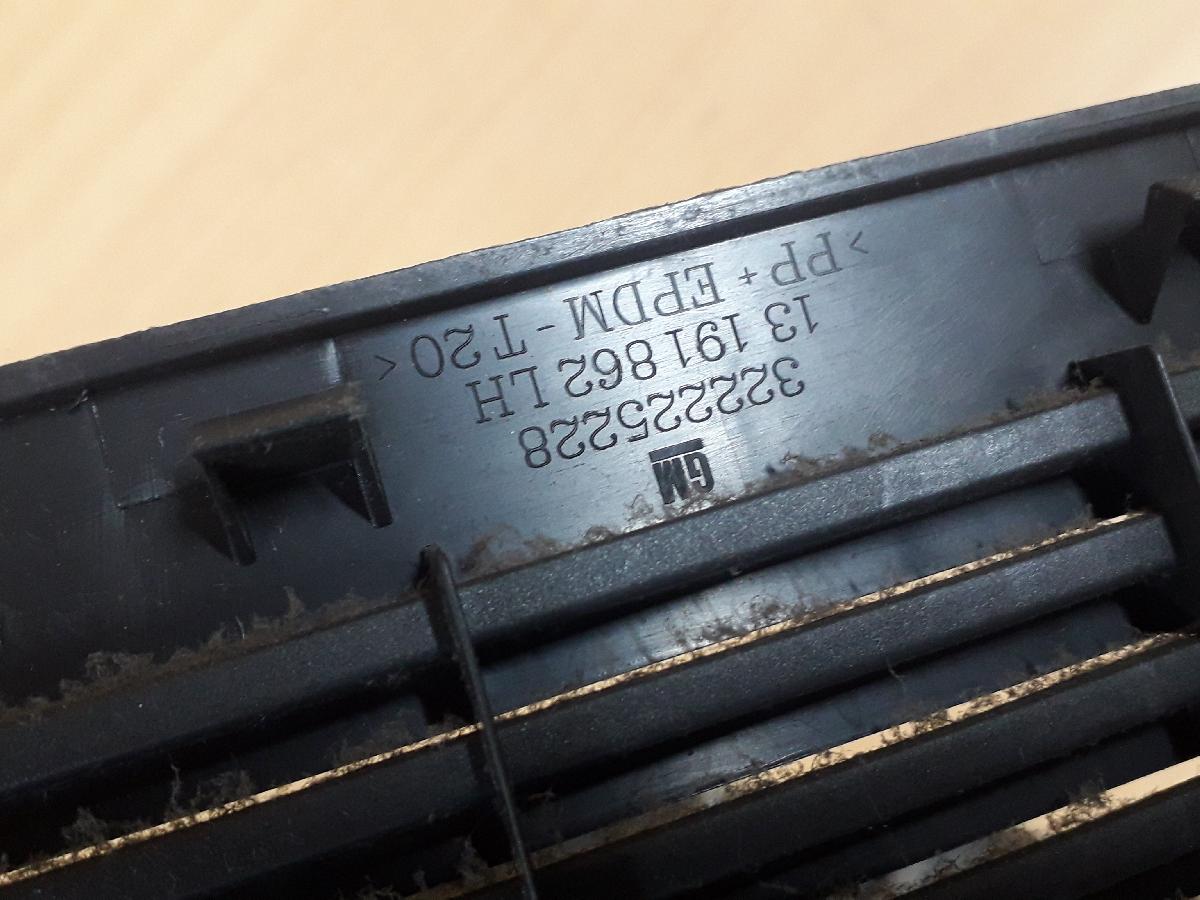 >PP + EPDM - T20<
13 191 862 LH
322225228
GM